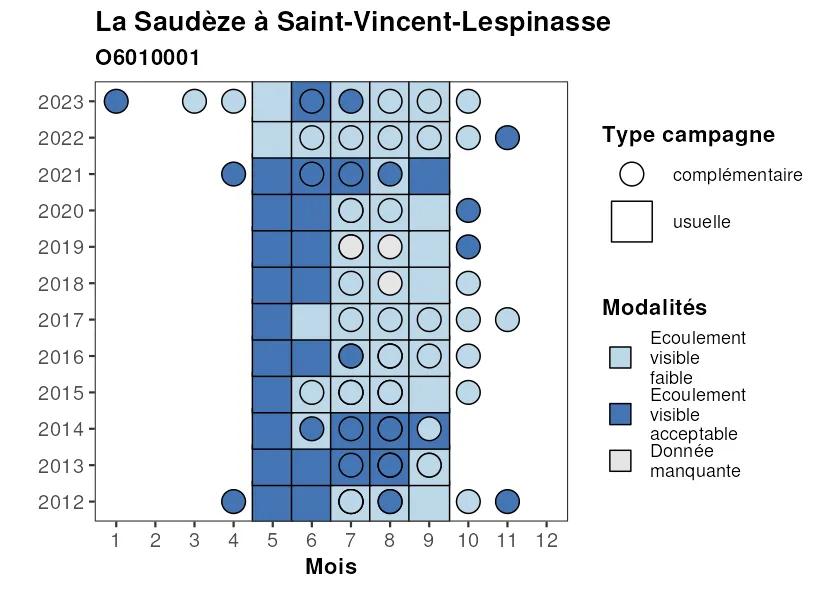 La Saudèze à Saint-Vincent-Lespinasse
O6010001
2023
2022
2021
2020
2019
2018
2017
2016
2015
2014
2013
2012
1 2 3 4 5 6 7 8 9 10 11 12
Mois
Type campagne
complémentaire
usuelle
Modalités
Ecoulement
visible
faible
Ecoulement
visible
acceptable
Donnée
manquante